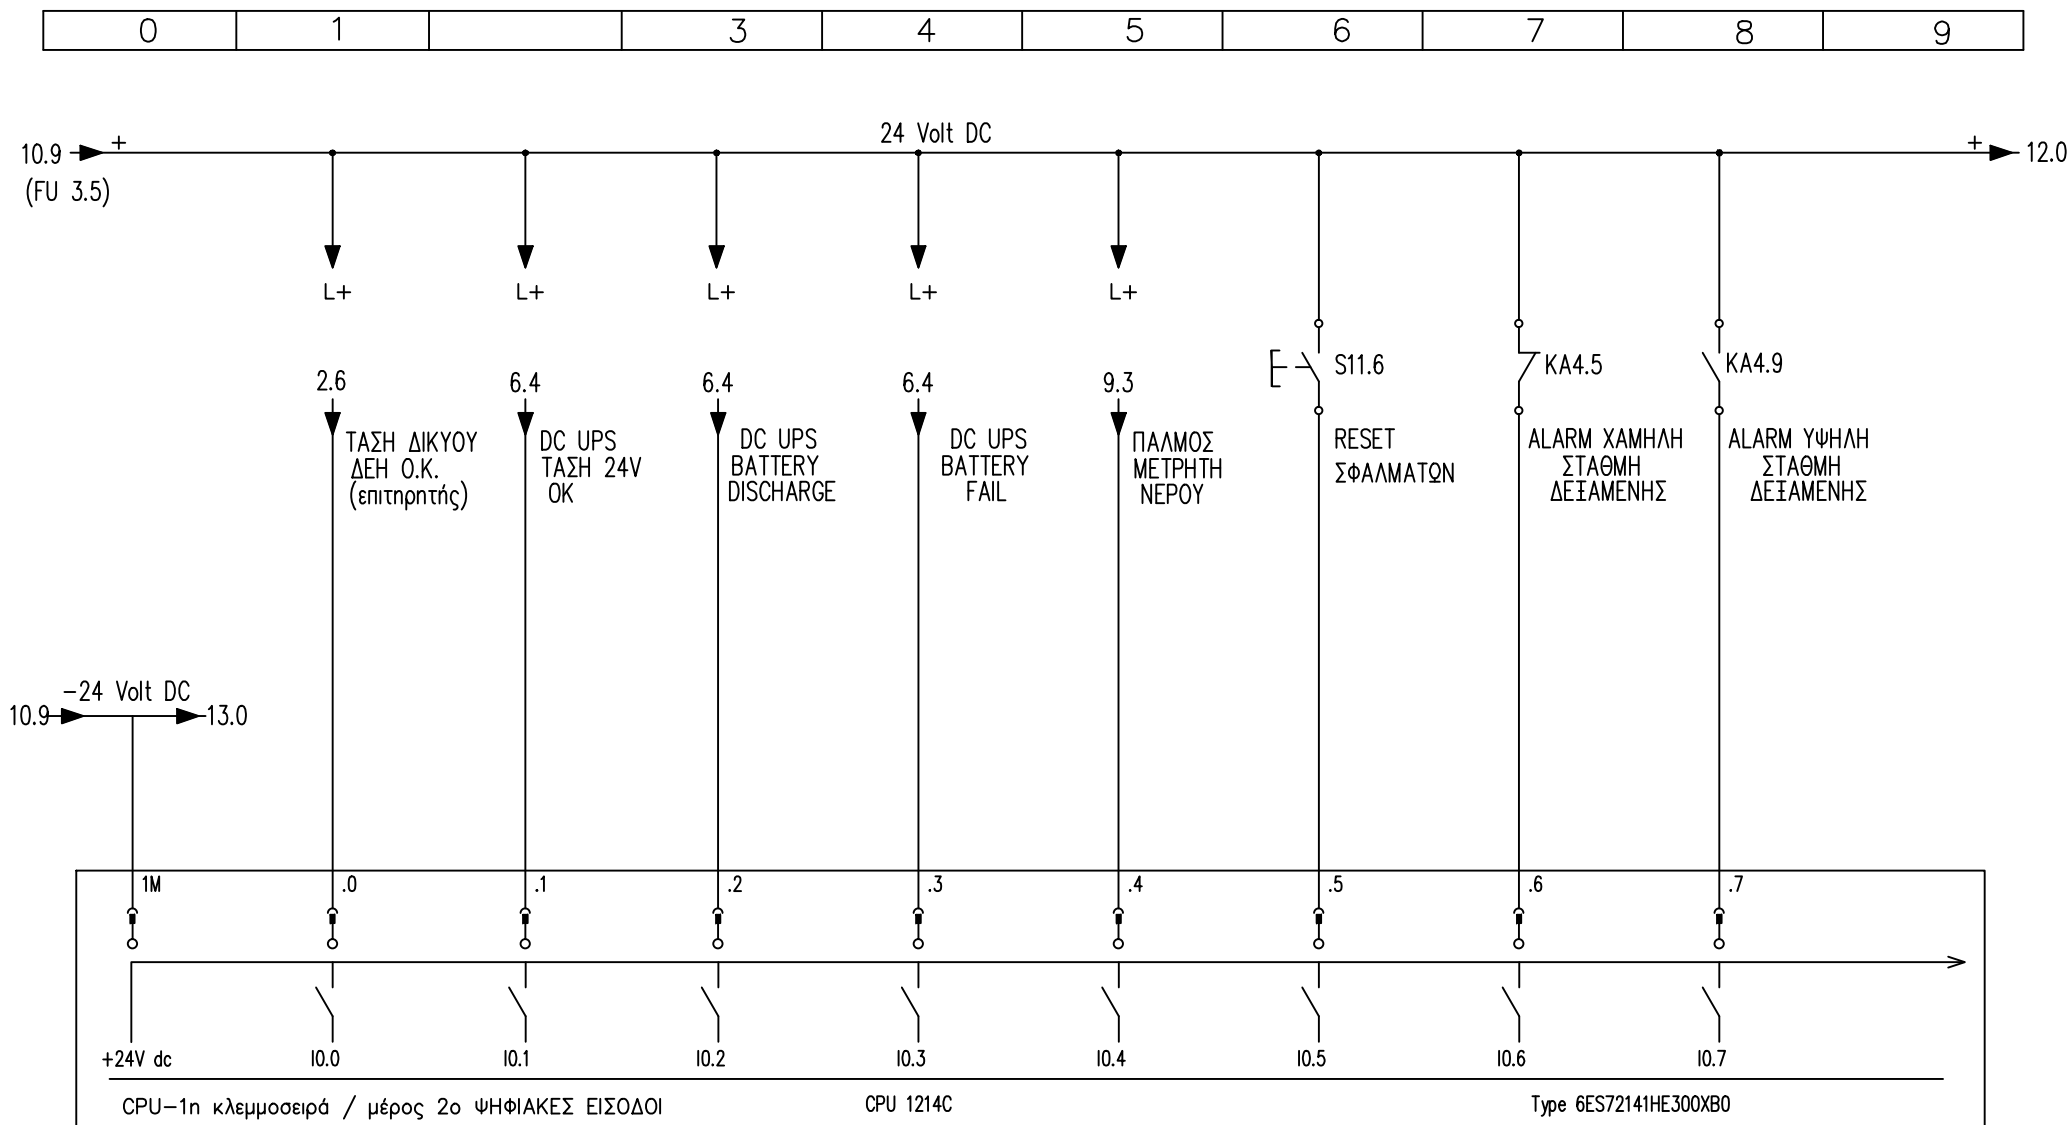 0 1 3 4 5 6 7 8 9
24 Volt DC
10.9 + + 12.0
(FU 3.5)
L+ L+ L+ L+ L+
S11.6 KA4.5 KA4.9
2.6 6.4 6.4 6.4 9.3
ΤΑΣΗ ΔΙΚΥΟΥ
ΔΕΗ Ο.Κ.
(επιτηρητής)
DC UPS
ΤΑΣΗ 24V
OK
DC UPS
BATTERY
DISCHARGE
DC UPS
BATTERY
FAIL
ΠΑΛΜΟΣ
ΜΕΤΡΗΤΗ
ΝΕΡΟΥ
RESET
ΣΦΑΛΜΑΤΩΝ
ALARM ΧΑΜΗΛΗ
ΣΤΑΘΜΗ
ΔΕΞΑΜΕΝΗΣ
ALARM ΥΨΗΛΗ
ΣΤΑΘΜΗ
ΔΕΞΑΜΕΝΗΣ
-24 Volt DC
10.9 13.0
1M .0 .1 .2 .3 .4 .5 .6 .7
+24V dc I0.0 I0.1 I0.2 I0.3 I0.4 I0.5 I0.6 I0.7
CPU-1η κλεμμοσειρά / μέρος 2ο ΨΗΦΙΑΚΕΣ ΕΙΣΟΔΟΙ CPU 1214C Type 6ES72141HE300XB0